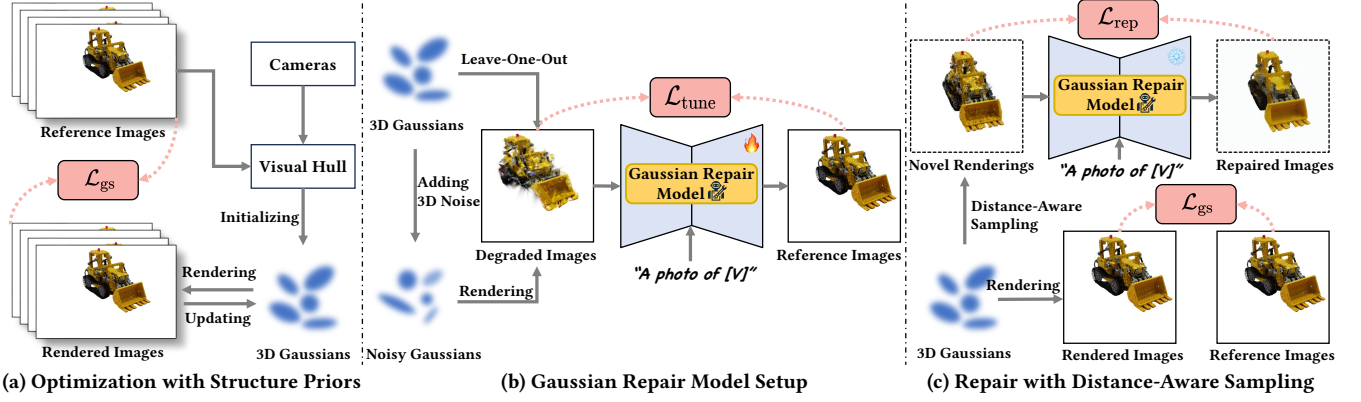 Reference Images
Cameras
Visual Hull
ℒgs
Initializing
Rendering
Updating
Rendered Images
3D Gaussians
(a) Optimization with Structure Priors
3D Gaussians
Leave-One-Out
Adding
3D Noise
Degraded Images
Rendering
Noisy Gaussians
ℒtune
Gaussian Repair
Model
"A photo of [V]"
Reference Images
(b) Gaussian Repair Model Setup
ℒrep
Novel Renderings
Gaussian Repair
Model
"A photo of [V]"
Repaired Images
Distance-Aware
Sampling
ℒgs
Rendering
3D Gaussians
Rendered Images
Reference Images
(c) Repair with Distance-Aware Sampling